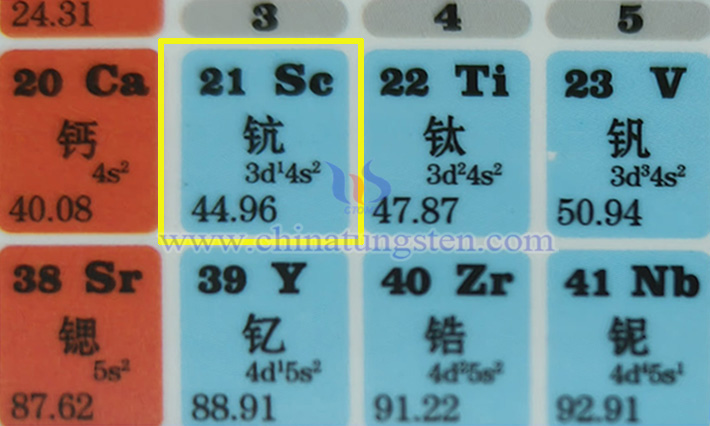 24.31 3 4 5
20 Ca 21 Sc 22 Ti 23 V
钙 钪 钛 钒
4s² 3d¹4s² 3d²4s² 3d³4s²
40.08 44.96 47.87 50.94
www.chinatungsten.com
38 Sr 39 Y 40 Zr 41 Nb
锶 钇 锆 铌
5s² 4d¹5s² 4d²5s² 4d⁴5s¹
87.62 88.91 91.22 92.91